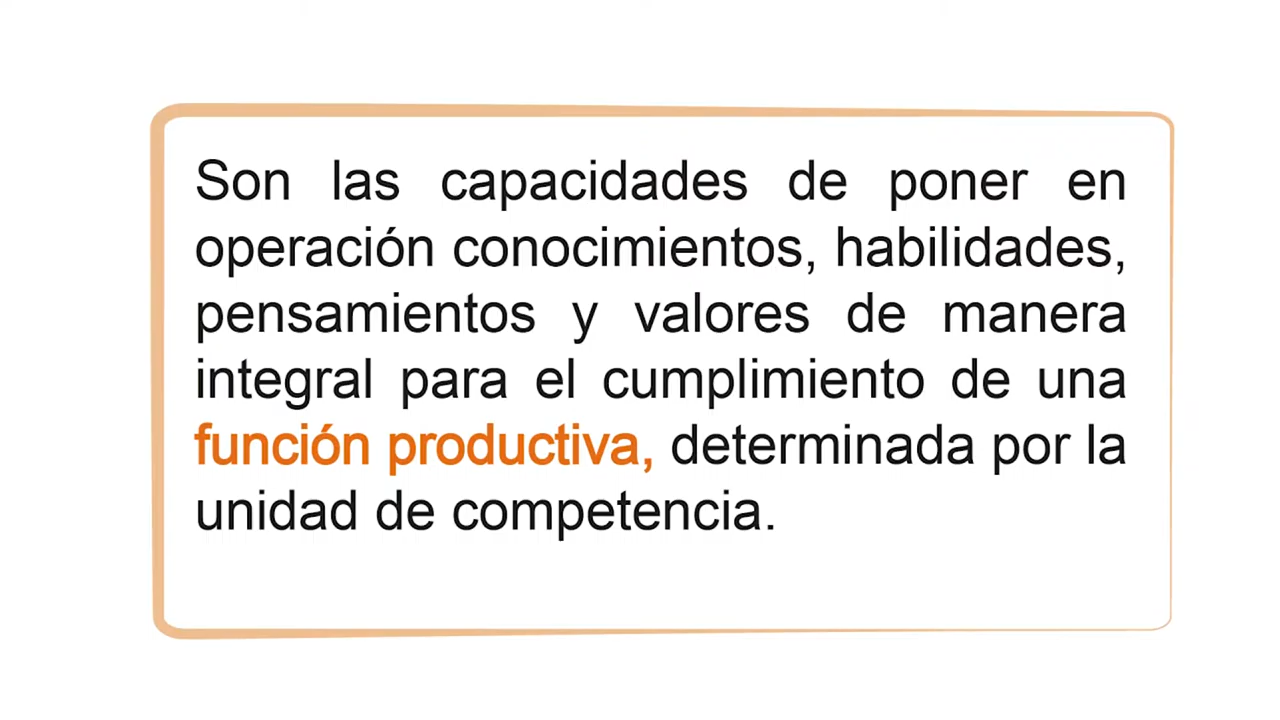 Son las capacidades de poner en
operación conocimientos, habilidades,
pensamientos y valores de manera
integral para el cumplimiento de una
función productiva, determinada por la
unidad de competencia.